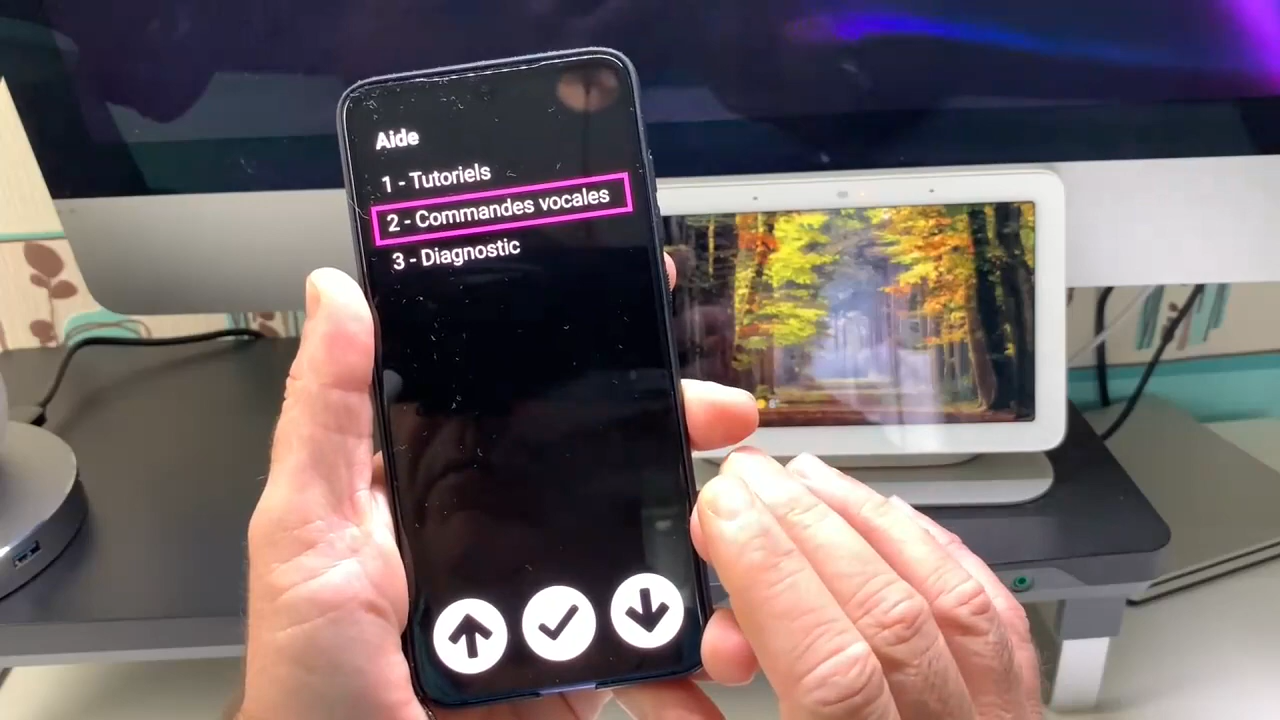 Aide
1 - Tutoriels
2 - Commandes vocales
3 - Diagnostic